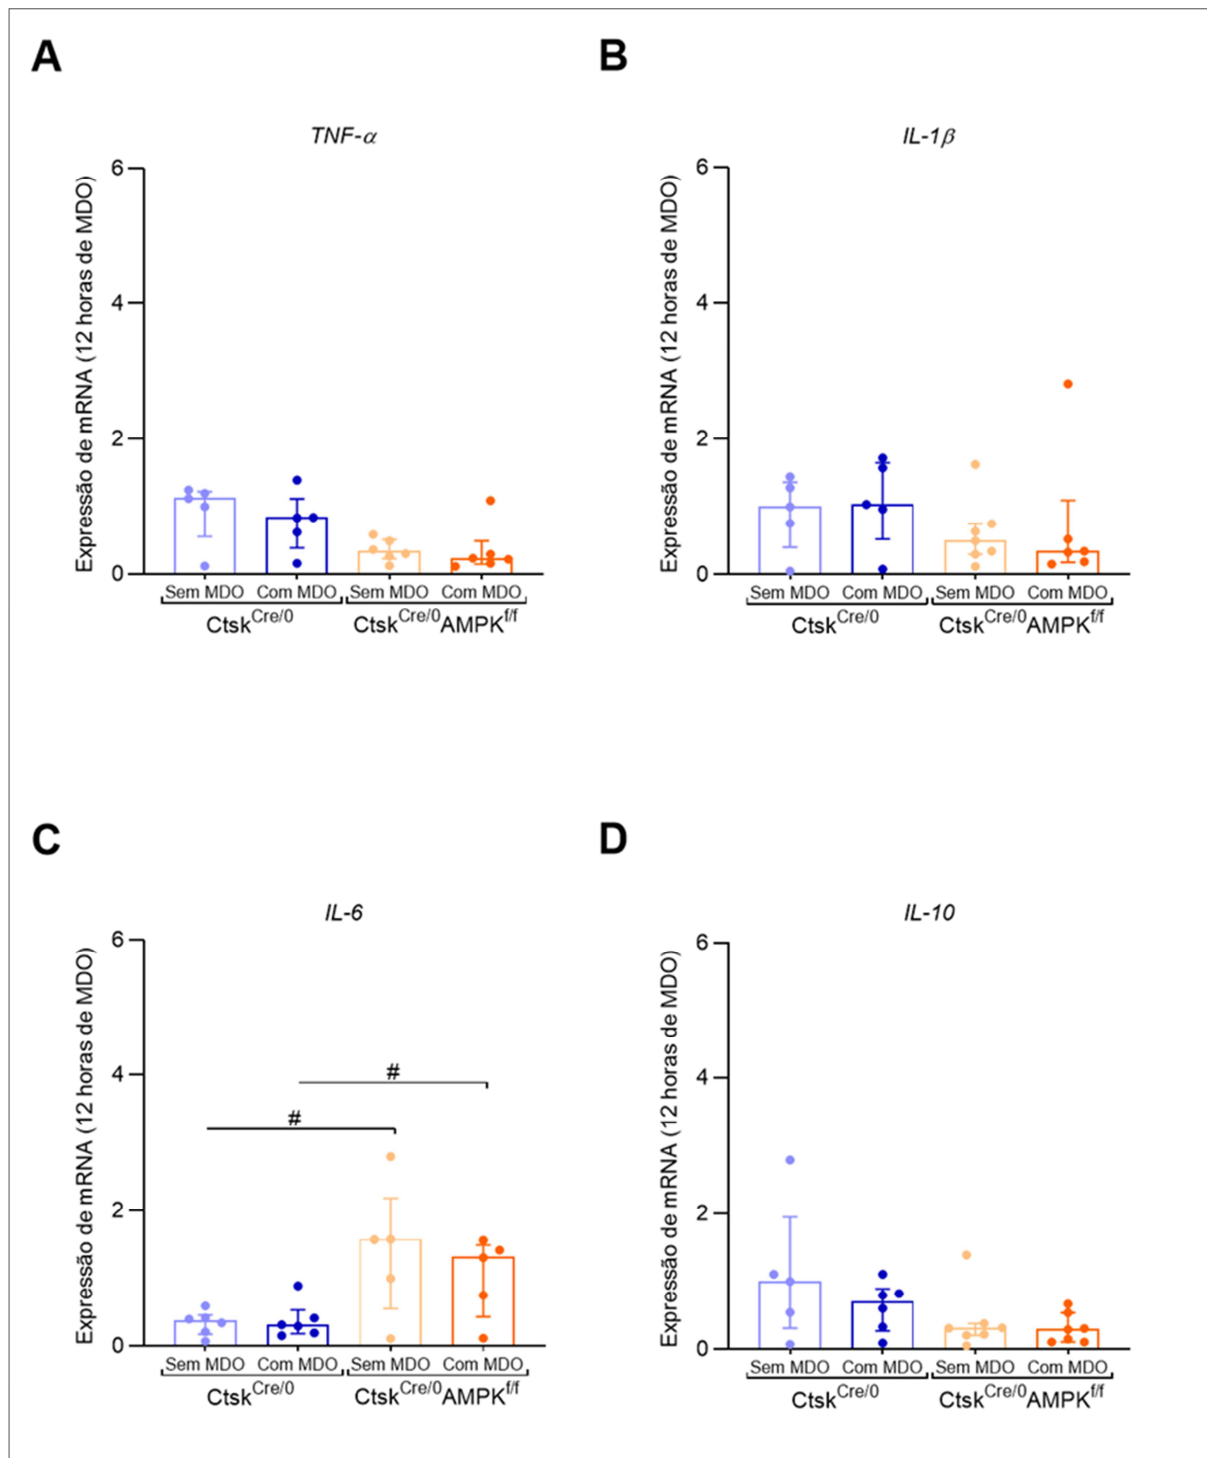 A
TNF-α
Expressão de mRNA (12 horas de MDO)
6
4
2
0
Sem MDO Com MDO Sem MDO Com MDO
Ctsk^Cre/0 Ctsk^Cre/0AMPK^f/f
B
IL-1β
Expressão de mRNA (12 horas de MDO)
6
4
2
0
Sem MDO Com MDO Sem MDO Com MDO
Ctsk^Cre/0 Ctsk^Cre/0AMPK^f/f
C
IL-6
Expressão de mRNA (12 horas de MDO)
6
4
2
0
#
#
Sem MDO Com MDO Sem MDO Com MDO
Ctsk^Cre/0 Ctsk^Cre/0AMPK^f/f
D
IL-10
Expressão de mRNA (12 horas de MDO)
6
4
2
0
Sem MDO Com MDO Sem MDO Com MDO
Ctsk^Cre/0 Ctsk^Cre/0AMPK^f/f